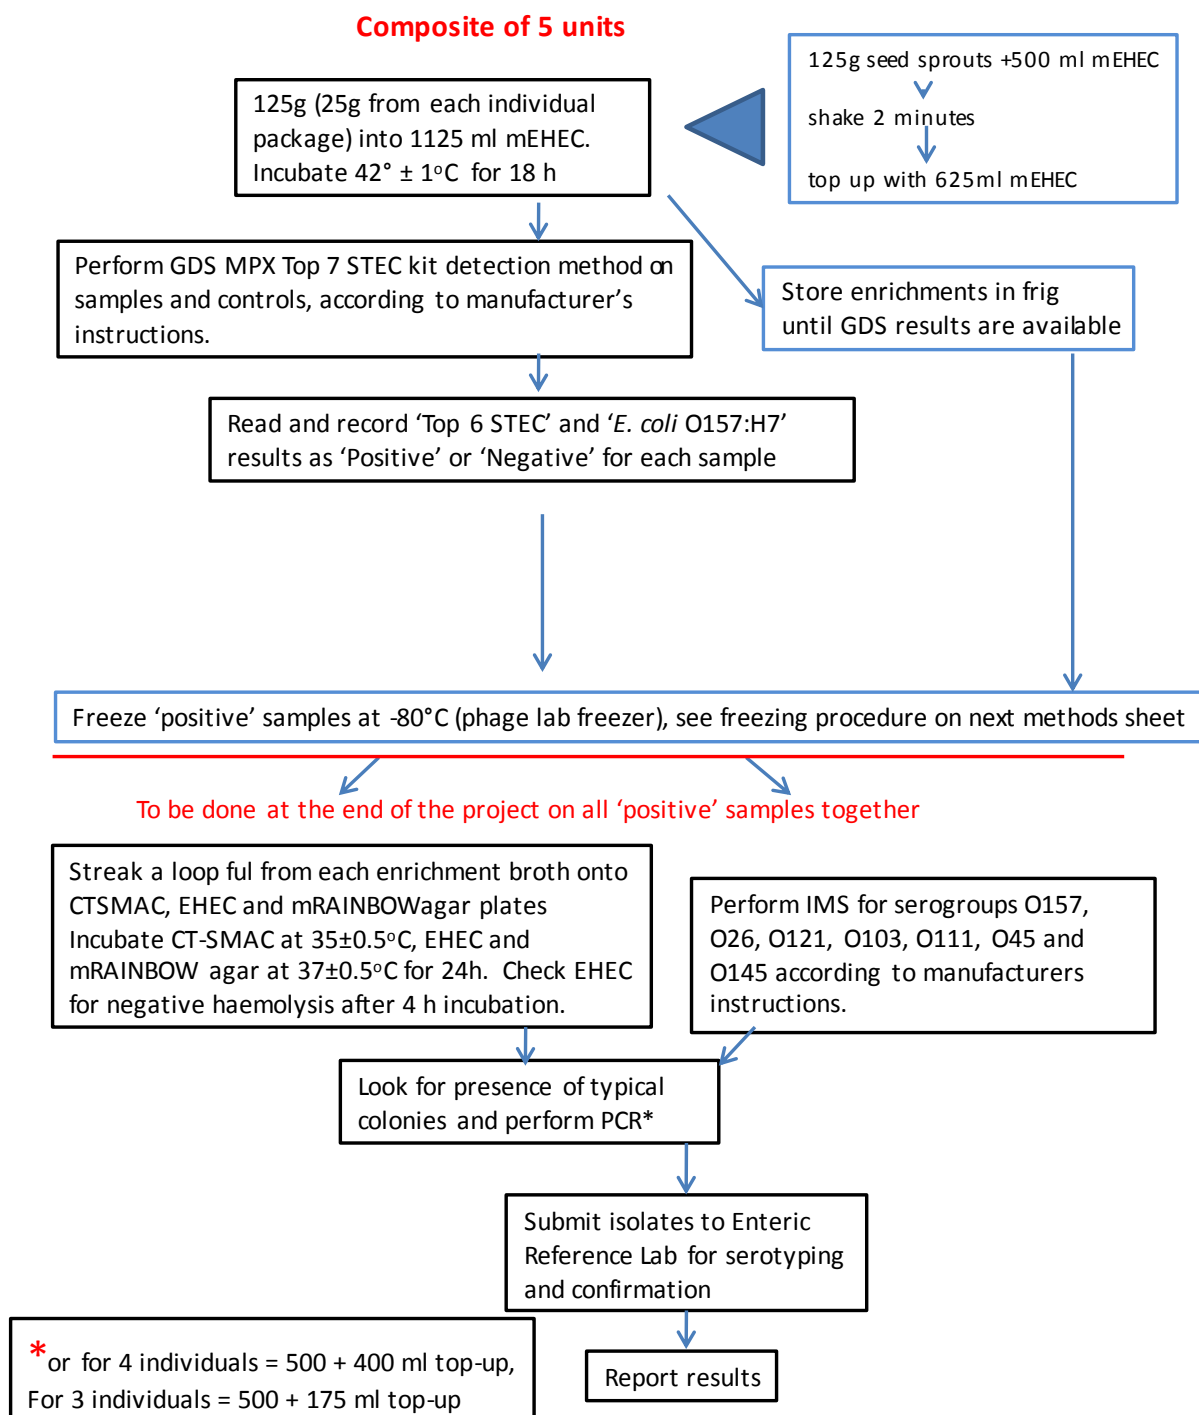 Composite of 5 units
125g (25g from each individual
package) into 1125 ml mEHEC.
Incubate 42° ± 1°C for 18 h
125g seed sprouts +500 ml mEHEC
shake 2 minutes
top up with 625ml mEHEC
Perform GDS MPX Top 7 STEC kit detection method on
samples and controls, according to manufacturer's
instructions.
Store enrichments in frig
until GDS results are available
Read and record ‘Top 6 STEC’ and ‘E. coli O157:H7’
results as ‘Positive’ or ‘Negative’ for each sample
Freeze ‘positive’ samples at -80°C (phage lab freezer), see freezing procedure on next methods sheet
To be done at the end of the project on all ‘positive’ samples together
Streak a loop ful from each enrichment broth onto
CTSMAC, EHEC and mRAINBOWagar plates
Incubate CT-SMAC at 35±0.5°C, EHEC and
mRAINBOW agar at 37±0.5°C for 24h. Check EHEC
for negative haemolysis after 4 h incubation.
Perform IMS for serogroups O157,
O26, O121, O103, O111, O45 and
O145 according to manufacturers
instructions.
Look for presence of typical
colonies and perform PCR*
Submit isolates to Enteric
Reference Lab for serotyping
and confirmation
*or for 4 individuals = 500 + 400 ml top-up,
For 3 individuals = 500 + 175 ml top-up
Report results